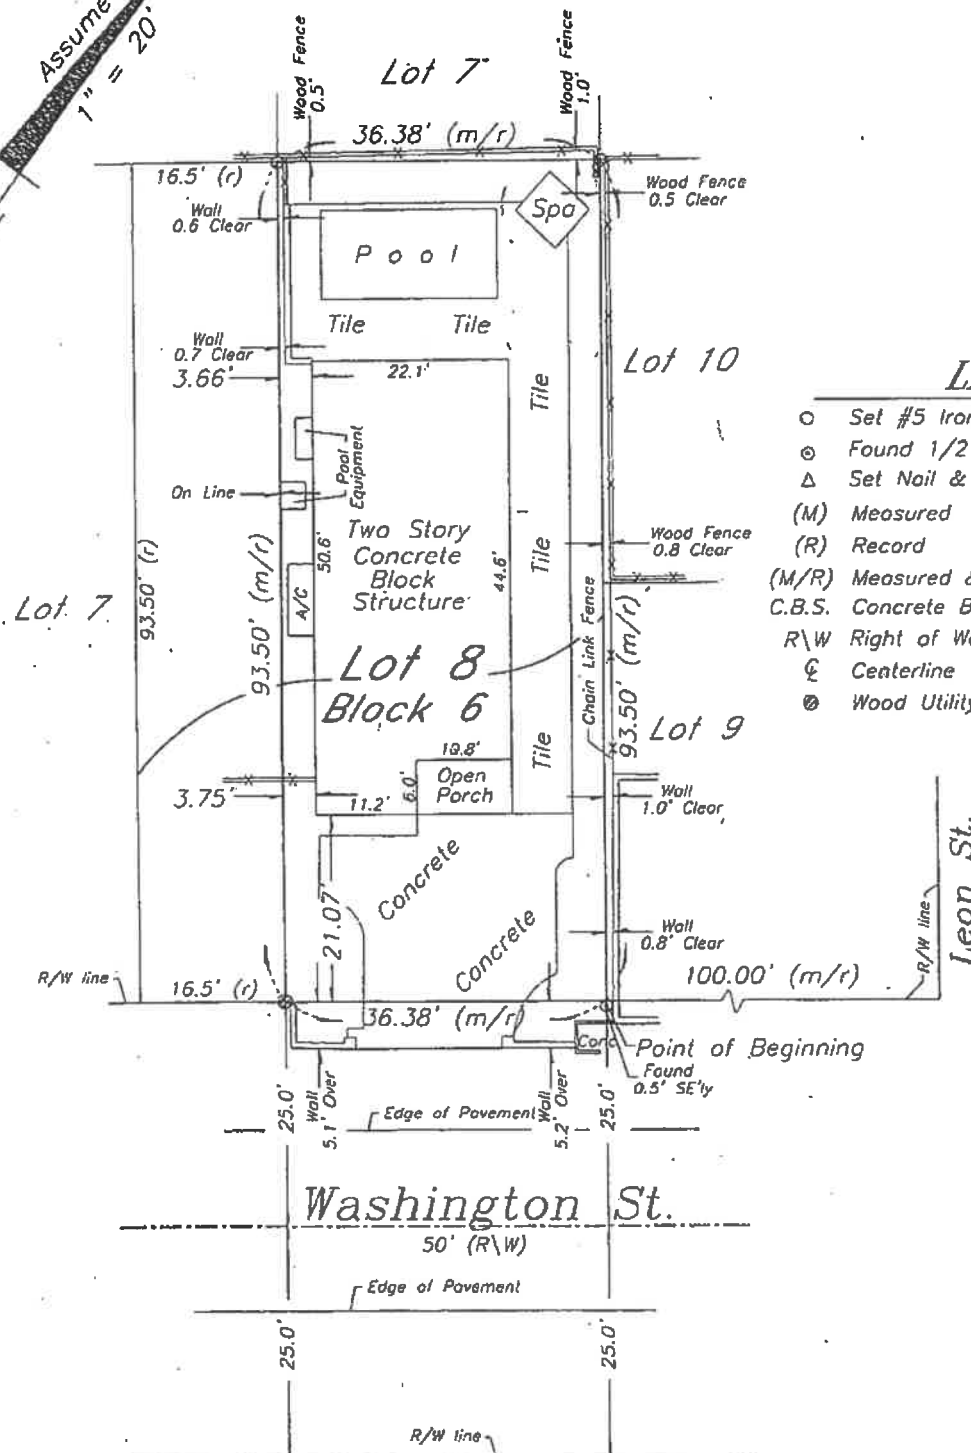 Assume
1" = 20'
Wood Fence
0.5'
Lot 7
Wood Fence
1.0'
36.38' (m/r)
16.5' (r)
Wall
0.6 Clear
Spa
Wood Fence
0.5 Clear
Pool
Tile
Tile
Wall
0.7 Clear
3.66'
22.1'
Tile
Lot 10
Set #5 Iron
Found 1/2
Set Nail &
(M) Measured
(R) Record
(M/R) Measured &
C.B.S. Concrete B
R\W Right of Wa
Centerline
Wood Utility
Pool
Equipment
On Line
Two Story
Concrete
Block
Structure
50.6'
44.6'
Tile
Wood Fence
0.8 Clear
A/C
Lot 7
93.50' (r)
93.50' (m/r)
Lot 8
Block 6
Chain Link Fence
93.50' (m/r)
Lot 9
Tile
6.0'
Open
Porch
3.75'
11.2'
Wall
1.0' Clear
Concrete
21.07'
Concrete
Wall
0.8' Clear
R/W line
Leon St.
R/W line
16.5' (r)
36.38' (m/r)
100.00' (m/r)
Conc
Point of Beginning
Found
0.5' SE'ly
25.0'
Wall
5.1' Over
Edge of Pavement
Wall
5.2' Over
25.0'
Washington St.
50' (R\W)
Edge of Pavement
25.0'
25.0'
R/W line